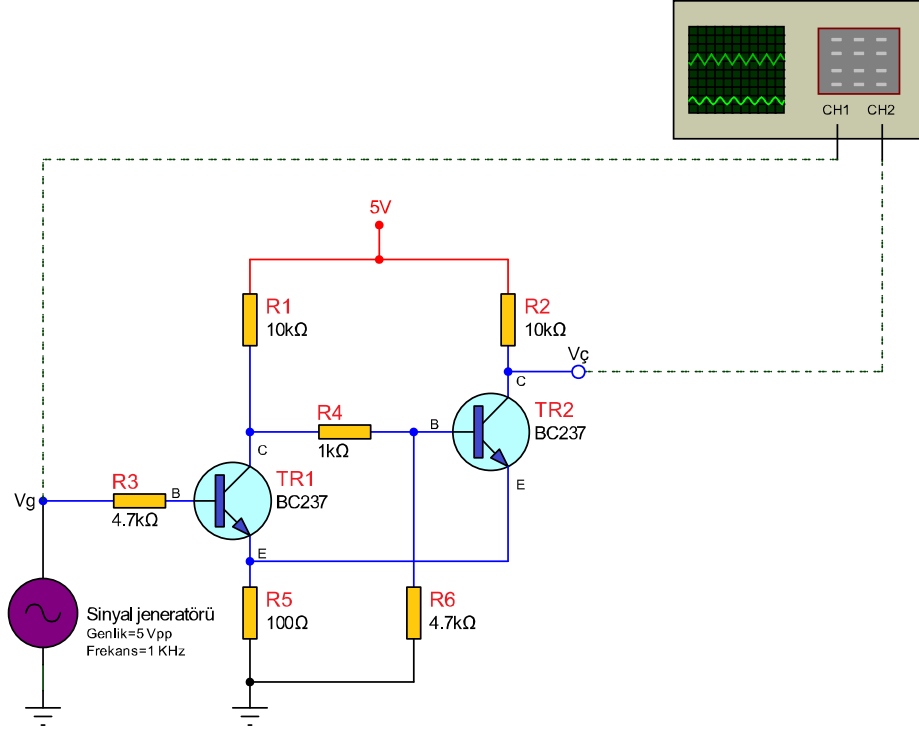 CH1
CH2
5V
R1
10kΩ
R2
10kΩ
Vç
C
R4
1kΩ
B
TR2
BC237
C
E
R3
4.7kΩ
B
TR1
BC237
Vg
E
R5
100Ω
R6
4.7kΩ
Sinyal jeneratörü
Genlik=5 Vpp
Frekans=1 KHz